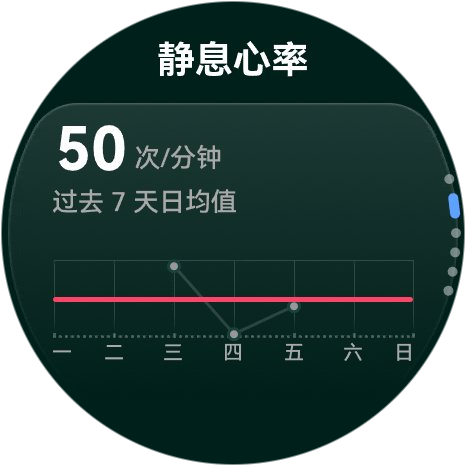 静息心率
50 次/分钟
过去 7 天日均值
一 二 三 四 五 六 日